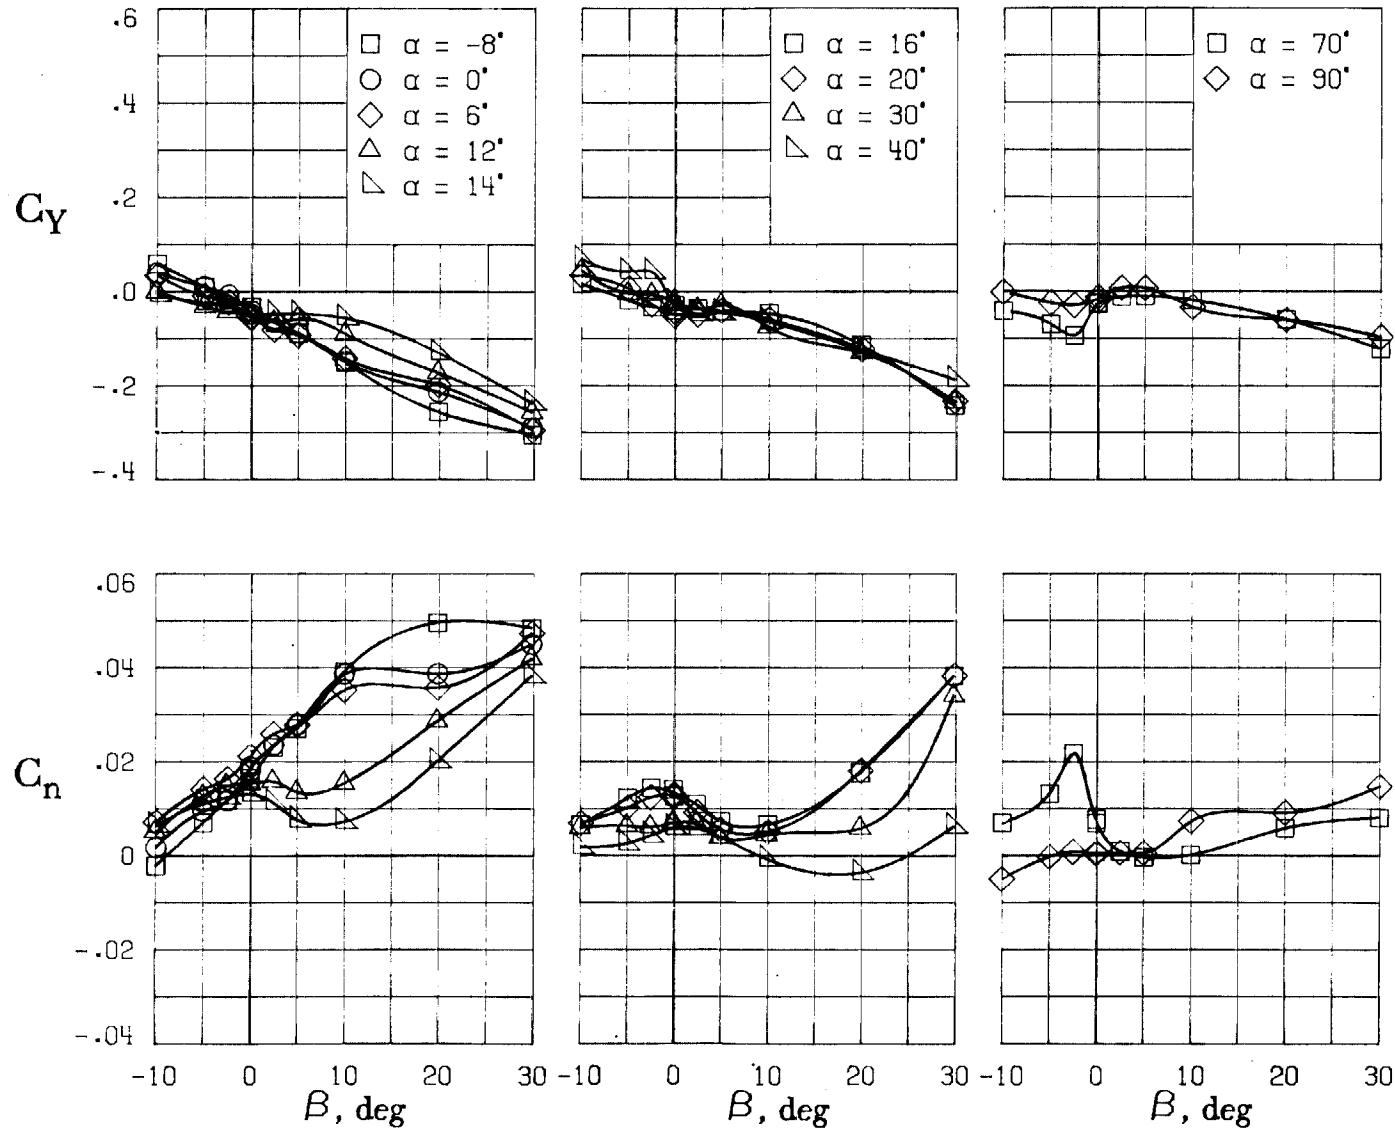 .6
.4
.2
.0
-.2
-.4
C_Y
α = -8°
α = 0°
α = 6°
α = 12°
α = 14°
α = 16°
α = 20°
α = 30°
α = 40°
α = 70°
α = 90°
.06
.04
.02
0
-.02
-.04
C_n
-10 0 10 20 30
β, deg
-10 0 10 20 30
β, deg
-10 0 10 20 30
β, deg